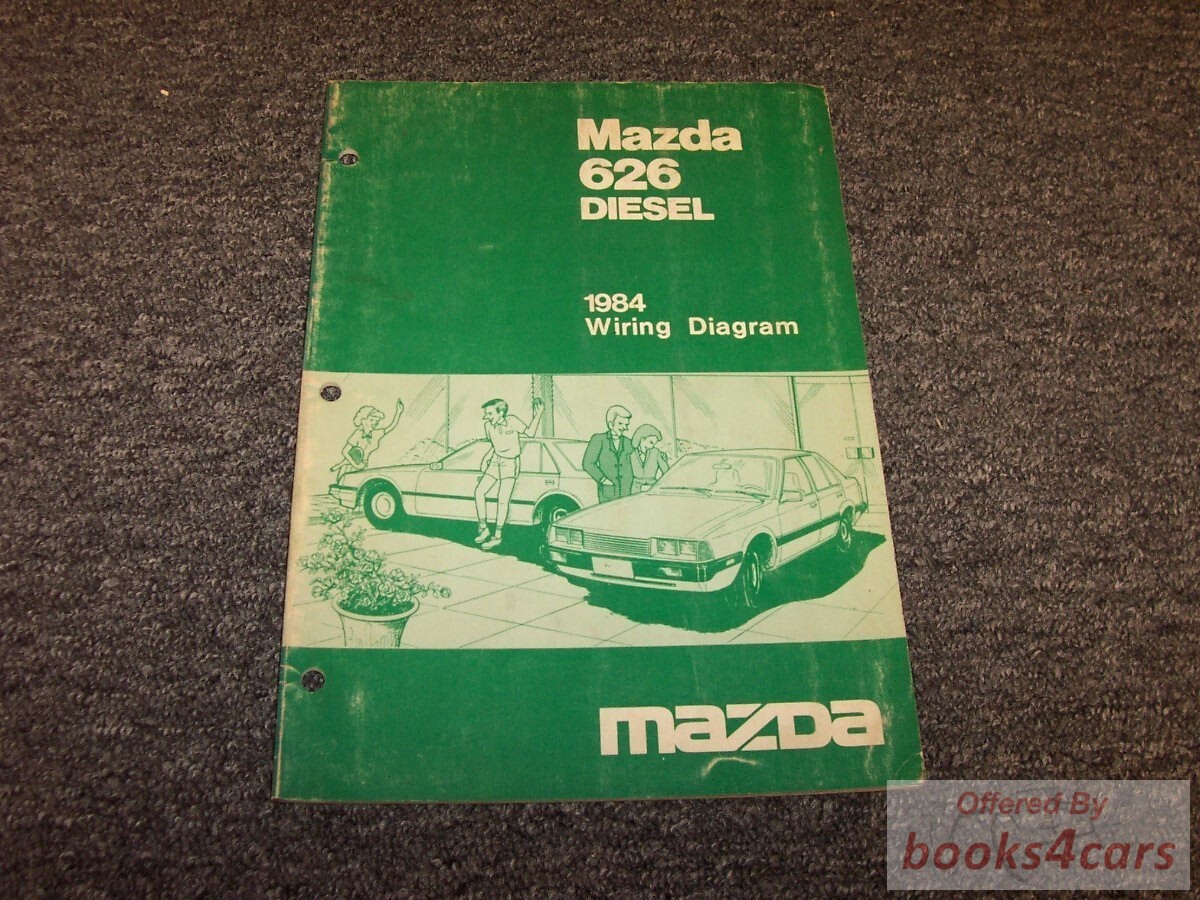 Mazda
626
DIESEL
1984
Wiring Diagram
mazda
Offered By
books4cars